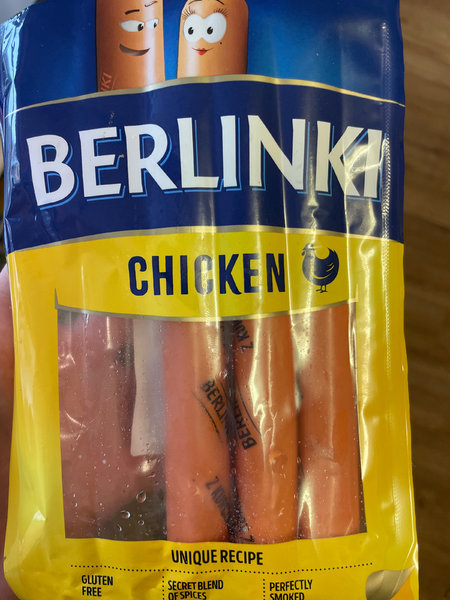 BERLINKI
CHICKEN
UNIQUE RECIPE
GLUTEN
FREE
SECRET BLEND
OF SPICES
PERFECTLY
SMOKED